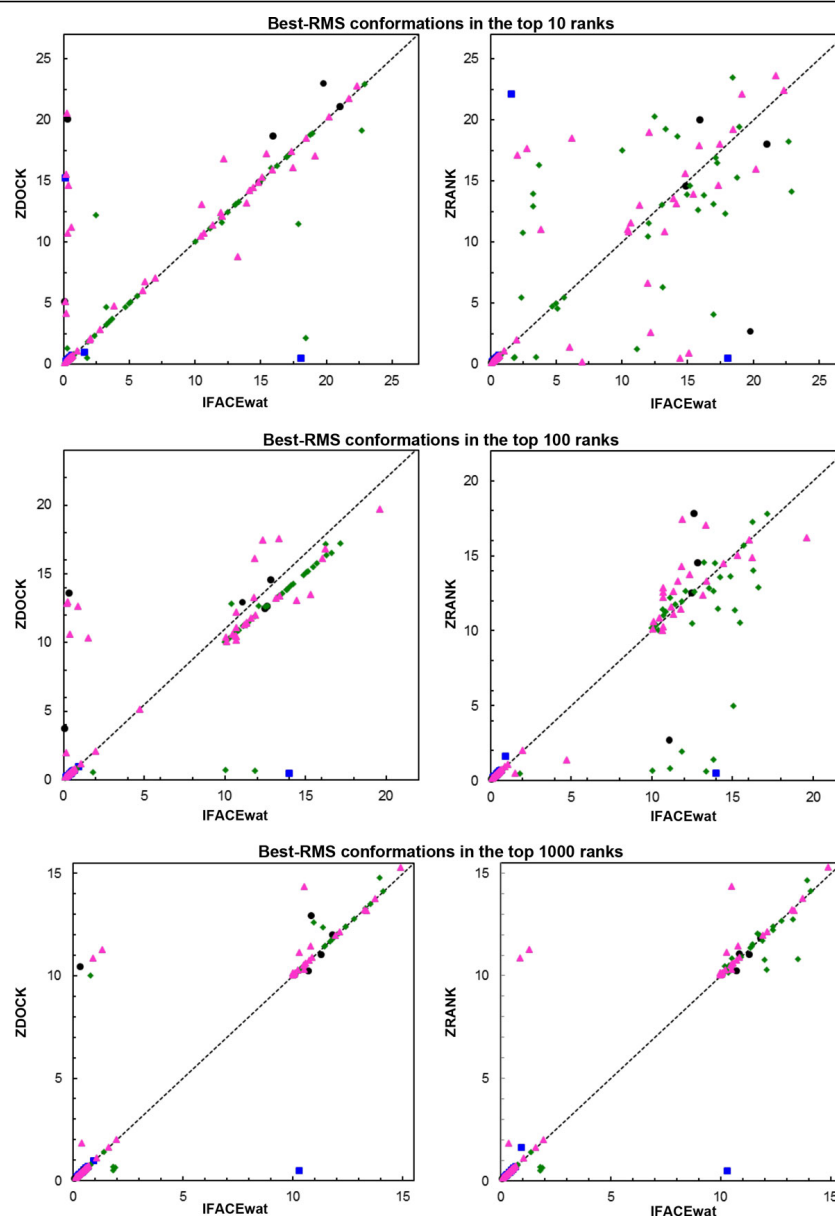 Best-RMS conformations in the top 10 ranks
25
20
15
10
5
0
ZDOCK
0 5 10 15 20 25
IFACEwat
25
20
15
10
5
0
ZRANK
0 5 10 15 20 25
IFACEwat
Best-RMS conformations in the top 100 ranks
20
15
10
5
0
ZDOCK
0 5 10 15 20
IFACEwat
20
15
10
5
0
ZRANK
0 5 10 15 20
IFACEwat
Best-RMS conformations in the top 1000 ranks
15
10
5
0
ZDOCK
0 5 10 15
IFACEwat
15
10
5
0
ZRANK
0 5 10 15
IFACEwat